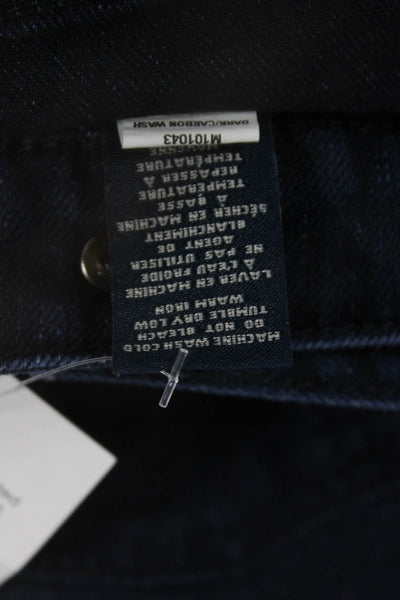 MACHINE WASH COLD
DO NOT BLEACH
TUMBLE DRY LOW
WARM IRON
LAVER EN MACHINE
À L'EAU FROIDE
NE PAS UTILISER
AGENT DE
BLANCHIMENT
SÉCHER EN MACHINE
À BASSE
TEMPÉRATURE
REPASSER À
TEMPÉRATURE
M101043
DARK/CARBON WASH